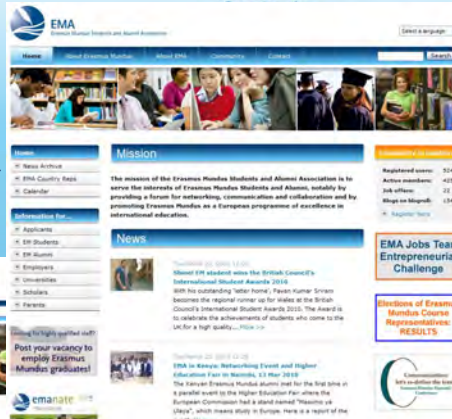 EMA
Erasmus Mundus Students and Alumni Association
Select a language
Home
About Erasmus Mundus
About EMA
Community
Contact
Search
Home
News Archive
EMA Country Reps
Calendar
Information for...
Applicants
EM Students
EM Alumni
Employers
Universities
Scholars
Parents
Looking for highly qualified staff?
Post your vacancy to
employ Erasmus
Mundus graduates!
emanate
Mission
The mission of the Erasmus Mundus Students and Alumni Association is to
serve the interests of Erasmus Mundus Students and Alumni, notably by
providing a forum for networking, communication and collaboration and by
promoting Erasmus Mundus as a European programme of excellence in
international education.
News
Shout! EM student wins the British Council's
International Student Awards 2010
With his outstanding 'letter home', Pavan Kumar Sriram
becomes the regional runner up for Wales at the British
Council's International Student Awards 2010. The Award is
to celebrate the achievements of students who come to the
UK for a high quality... More >>
EMA in Kenya: Networking Event and Higher
Education Fair in Nairobi, 13 Mar 2010
The Kenyan Erasmus Mundus alumni met for the first time in
a parallel event to the Higher Education Fair where the
European Commission had a stand named "Masomo ya
Ulaya", which means study in Europe. Here is a report of the
Registered users:
Active members:
Job offers: 22
Blogs on blogroll:
Register here
EMA Jobs Team
Entrepreneurial
Challenge
Elections of Erasmus
Mundus Course
Representatives:
RESULTS